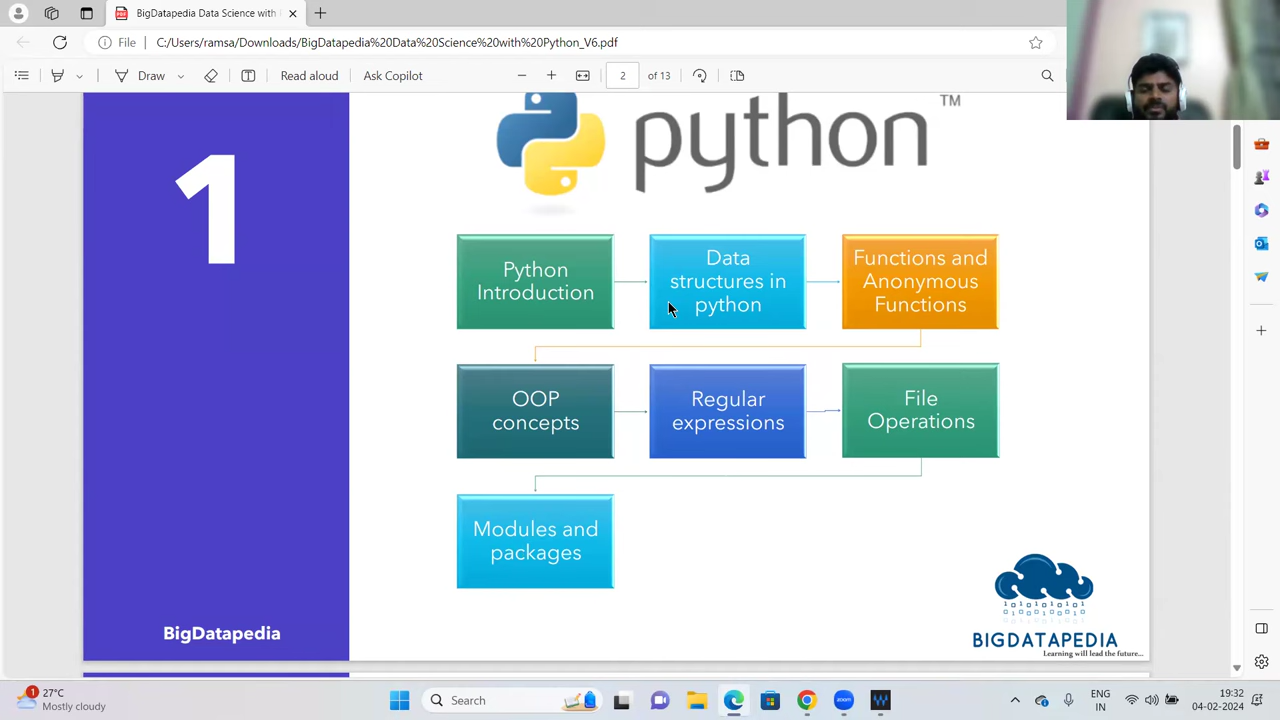 BigDatapedia Data Science with
File
C:/Users/ramsa/Downloads/BigDatapedia%20Data%20Science%20with%20Python_V6.pdf
Draw
Read aloud
Ask Copilot
2
of 13
1
python
TM
Python
Introduction
Data
structures in
python
Functions and
Anonymous
Functions
OOP
concepts
Regular
expressions
File
Operations
Modules and
packages
BigDatapedia
BIGDATAPEDIA
Learning will lead the future...
1
27°C
Mostly cloudy
Search
ENG
IN
19:32
04-02-2024